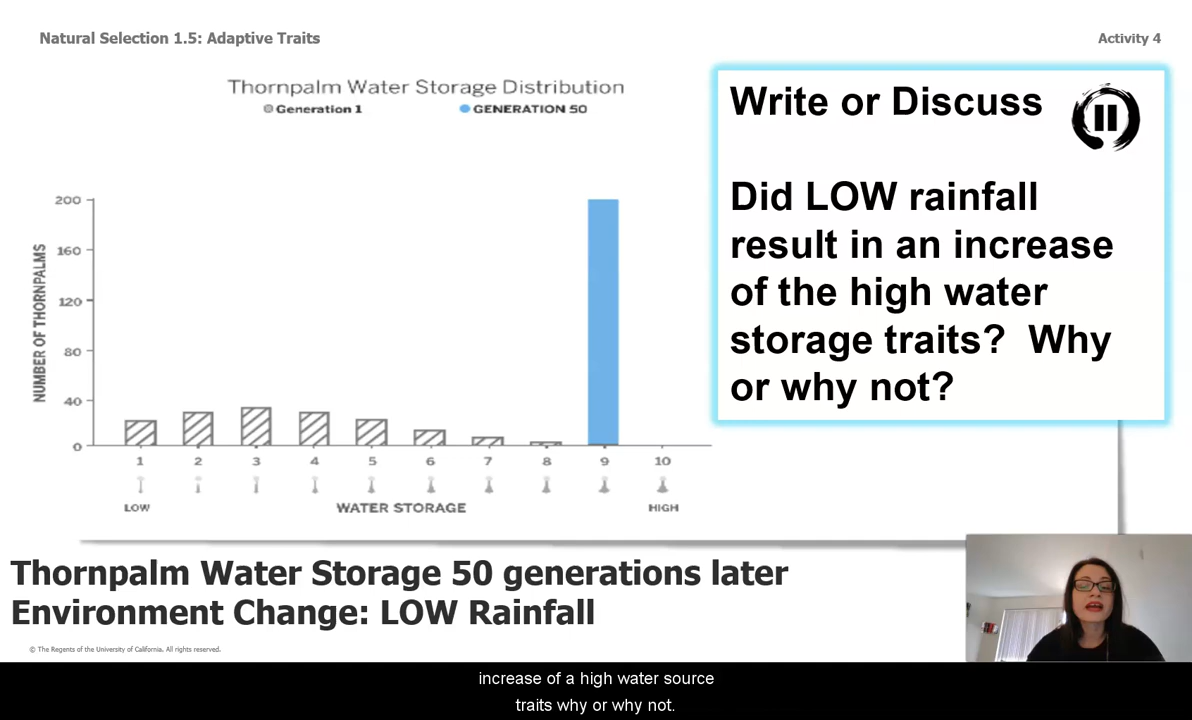 Natural Selection 1.5: Adaptive Traits
Activity 4
Thornpalm Water Storage Distribution
Generation 1
GENERATION 50
NUMBER OF THORNPALMS
200
160
120
80
40
0
1 2 3 4 5 6 7 8 9 10
LOW
WATER STORAGE
HIGH
Write or Discuss
Did LOW rainfall
result in an increase
of the high water
storage traits? Why
or why not?
Thornpalm Water Storage 50 generations later
Environment Change: LOW Rainfall
© The Regents of the University of California. All rights reserved.
increase of a high water source
traits why or why not.